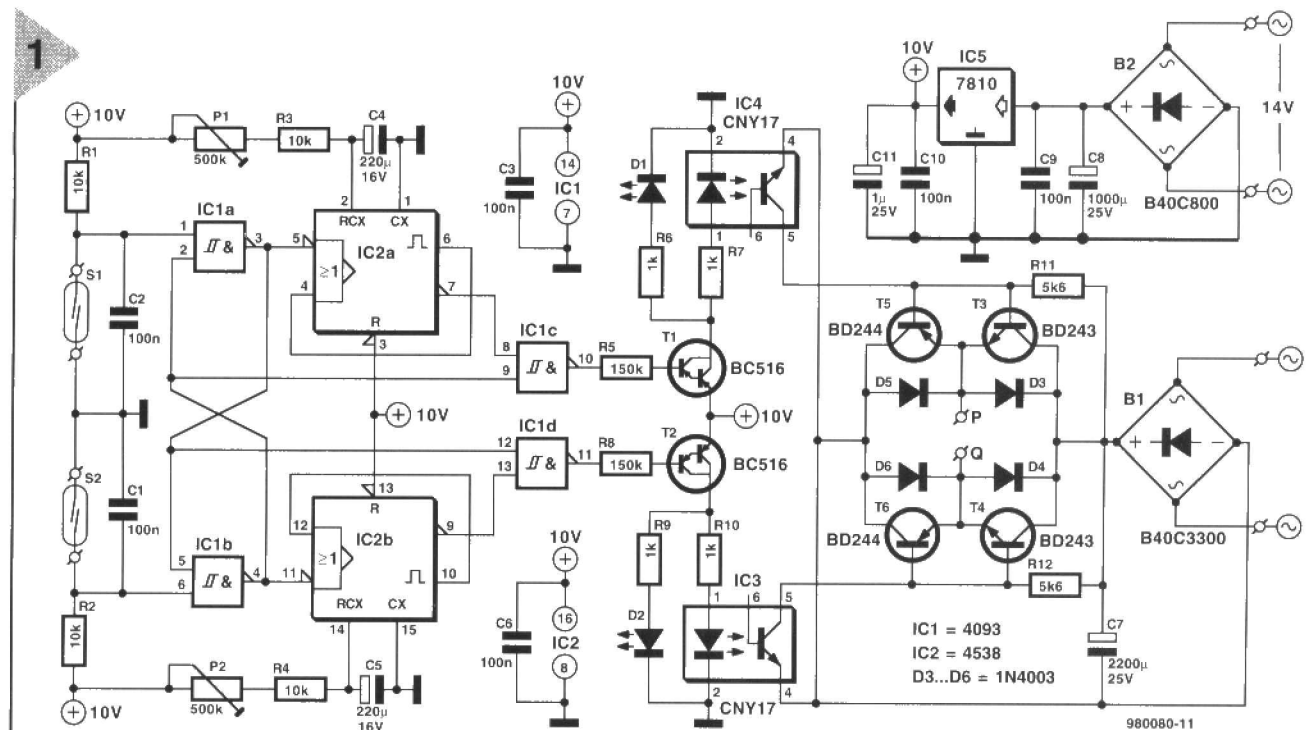 1
10V
P1
500k
R3
10k
C4
220µ
16V
R1
10k
2
1
RCX
CX
IC1a
1
2
&
3
5
4
≥1
IC2a
6
7
R
3
S1
C2
100n
10V
C3
100n
14
IC1
7
IC4
CNY17
2
4
D1
1
6
5
R6
1k
R7
1k
10V
IC5
7810
C11
1µ
25V
C10
100n
C9
100n
C8
1000µ
25V
B2
+
−
~
~
~
~
14V
B40C800
IC1c
8
9
&
10
R5
150k
T1
BC516
10V
10V
IC1d
12
13
&
11
R8
150k
T2
BC516
R11
5k6
T5
T3
BD244
BD243
D5
D3
P
Q
D6
D4
T6
T4
BD244
BD243
R12
5k6
B1
+
−
~
~
~
~
B40C3300
S2
C1
100n
IC1b
5
6
&
4
13
R
12
11
≥1
IC2b
9
10
RCX
CX
14
15
R2
10k
P2
500k
R4
10k
C5
220µ
16V
10V
10V
C6
100n
16
IC2
8
R9
1k
R10
1k
IC3
1
6
5
D2
2
4
CNY17
C7
2200µ
25V
IC1 = 4093
IC2 = 4538
D3...D6 = 1N4003
980080-11